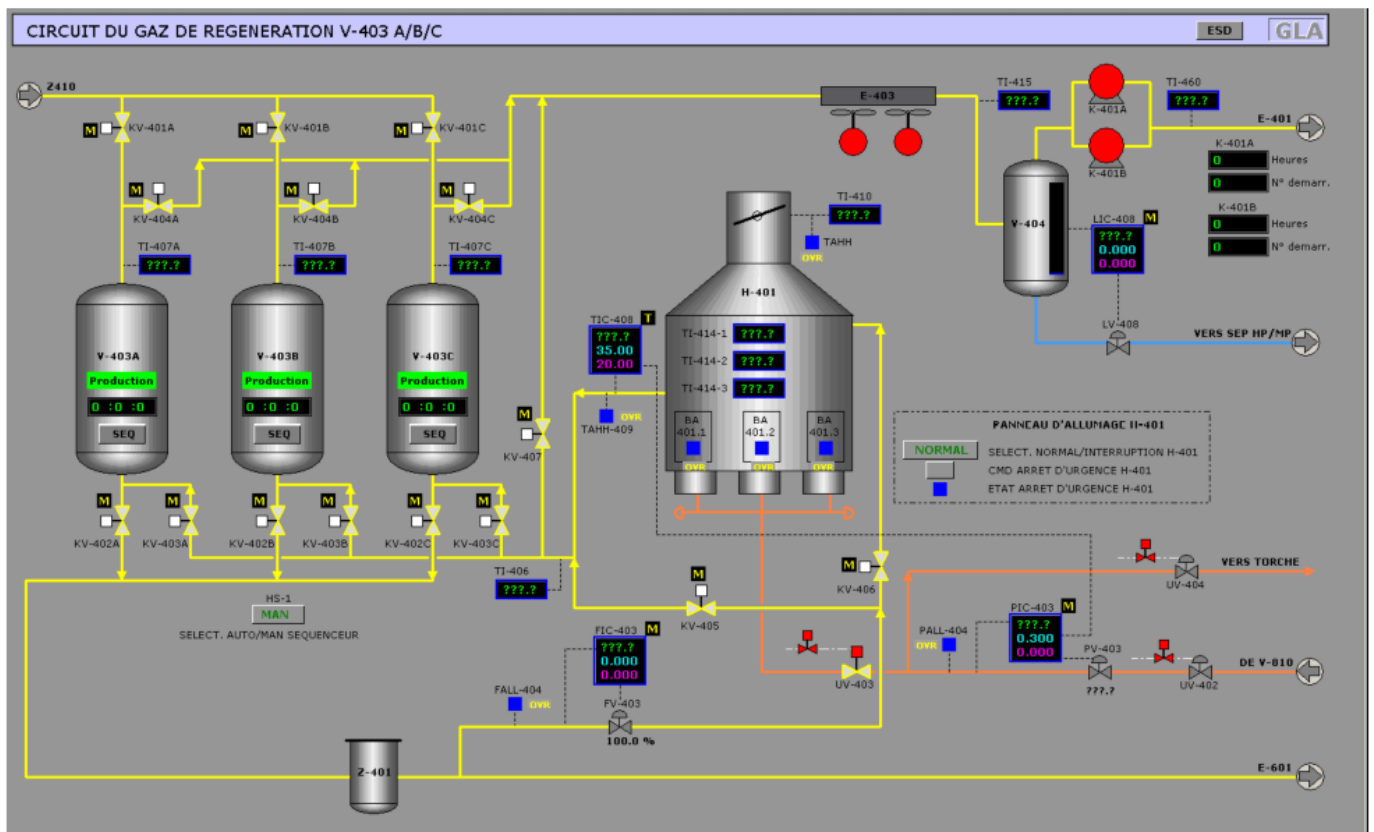 CIRCUIT DU GAZ DE REGENERATION V-403 A/B/C
ESD
GLA
Z410
M
KV-401A
M
KV-401B
M
KV-401C
M
KV-404A
M
KV-404B
M
KV-404C
TI-407A
???.?
TI-407B
???.?
TI-407C
???.?
V-403A
Production
0 :0 :0
SEQ
V-403B
Production
0 :0 :0
SEQ
V-403C
Production
0 :0 :0
SEQ
M
KV-402A
M
KV-403A
M
KV-402B
M
KV-403B
M
KV-402C
M
KV-403C
HS-1
MAN
SELECT. AUTO/MAN SEQUENCEUR
M
KV-407
TI-406
???.?
E-403
TI-415
???.?
K-401A
K-401B
TI-460
???.?
E-401
K-401A
0 Heures
0 N° demarr.
K-401B
0 Heures
0 N° demarr.
V-404
LIC-408 M
???.?
0.000
0.000
LV-408
VERS SEP HP/MP
TI-410
???.?
TAHH
OVR
H-401
TIC-408 T
???.?
35.00
20.00
TAHH-409
OVR
TI-414-1 ???.?
TI-414-2 ???.?
TI-414-3 ???.?
BA 401.1
OVR
BA 401.2
OVR
BA 401.3
OVR
PANNEAU D'ALLUMAGE H-401
NORMAL SELECT. NORMAL/INTERRUPTION H-401
CMD ARRET D'URGENCE H-401
ETAT ARRET D'URGENCE H-401
M
KV-405
M
KV-406
VERS TORCHE
UV-404
PIC-403 M
???.?
0.300
0.000
PALL-404
OVR
PV-403
???.?
UV-402
DE V-810
UV-403
FIC-403 M
???.?
0.000
0.000
FALL-404
OVR
FV-403
100.0 %
Z-401
E-601